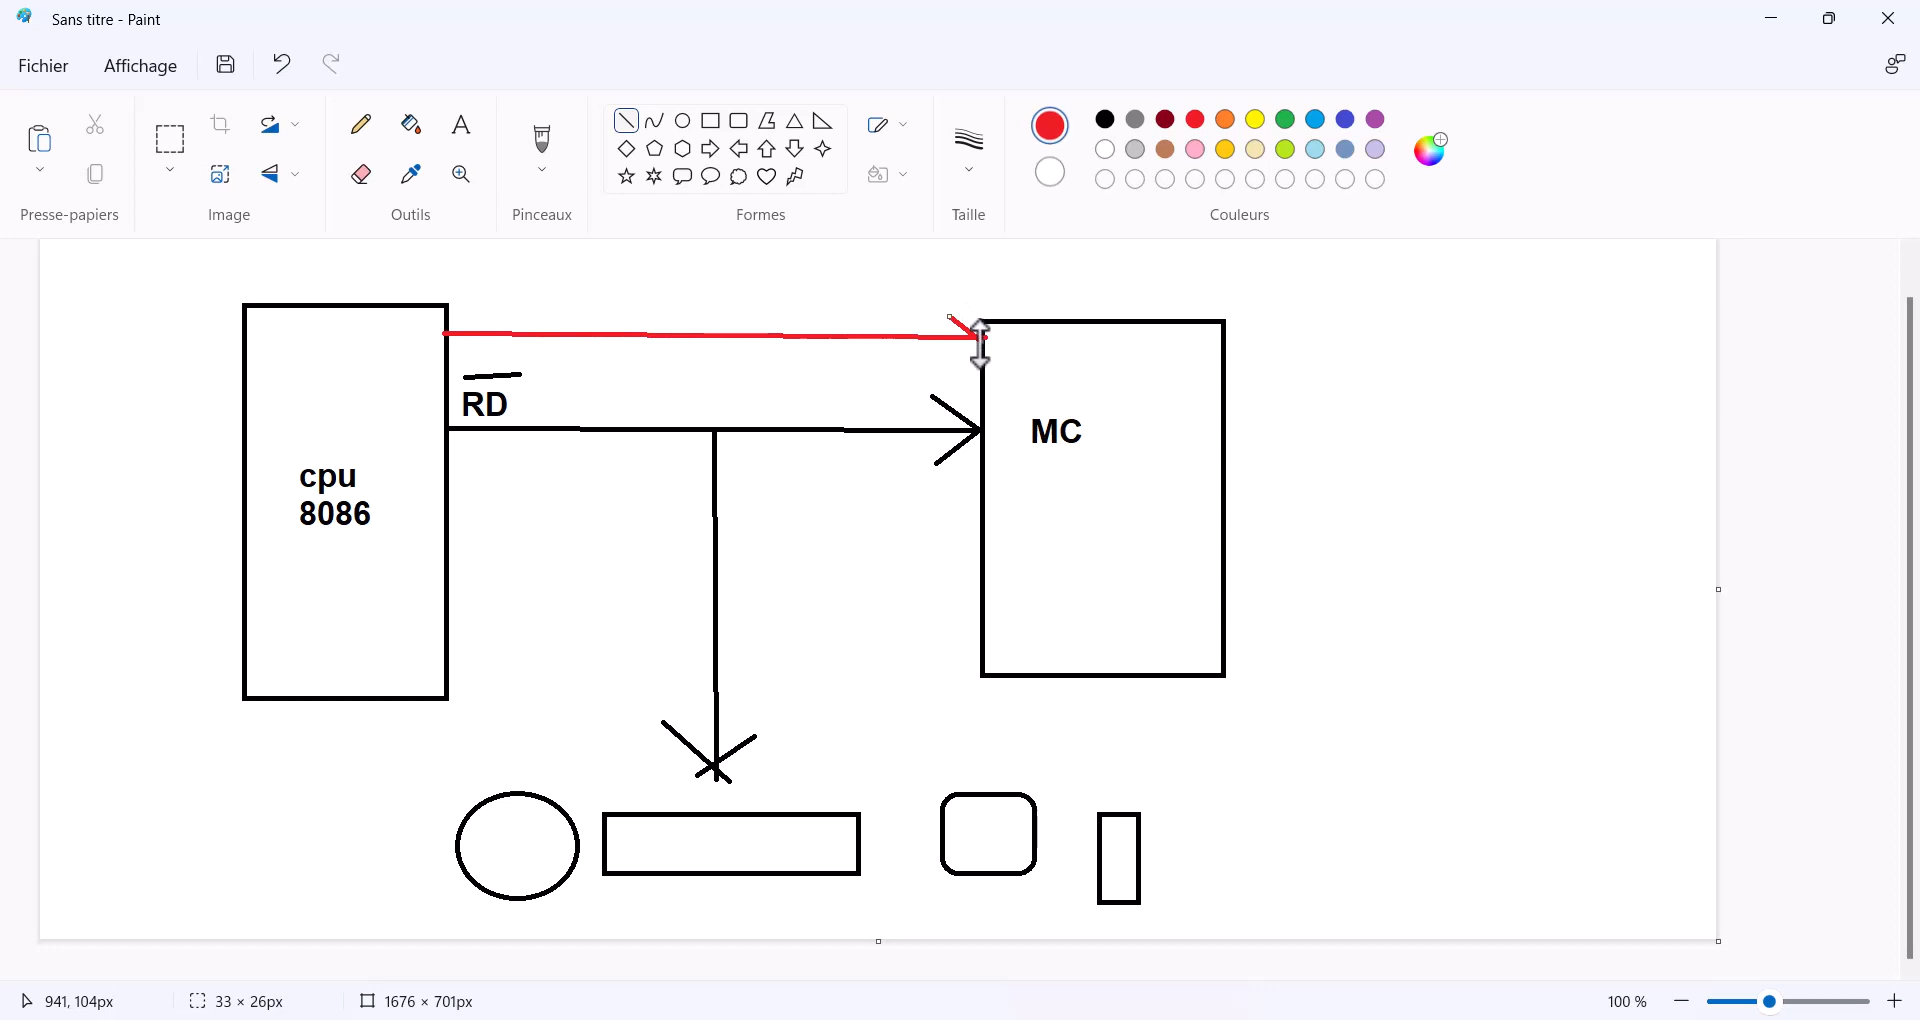 Sans titre - Paint
Fichier Affichage
Presse-papiers Image Outils Pinceaux Formes Taille Couleurs
RD
MC
cpu
8086
941, 104px 33 × 26px 1676 × 701px 100 %